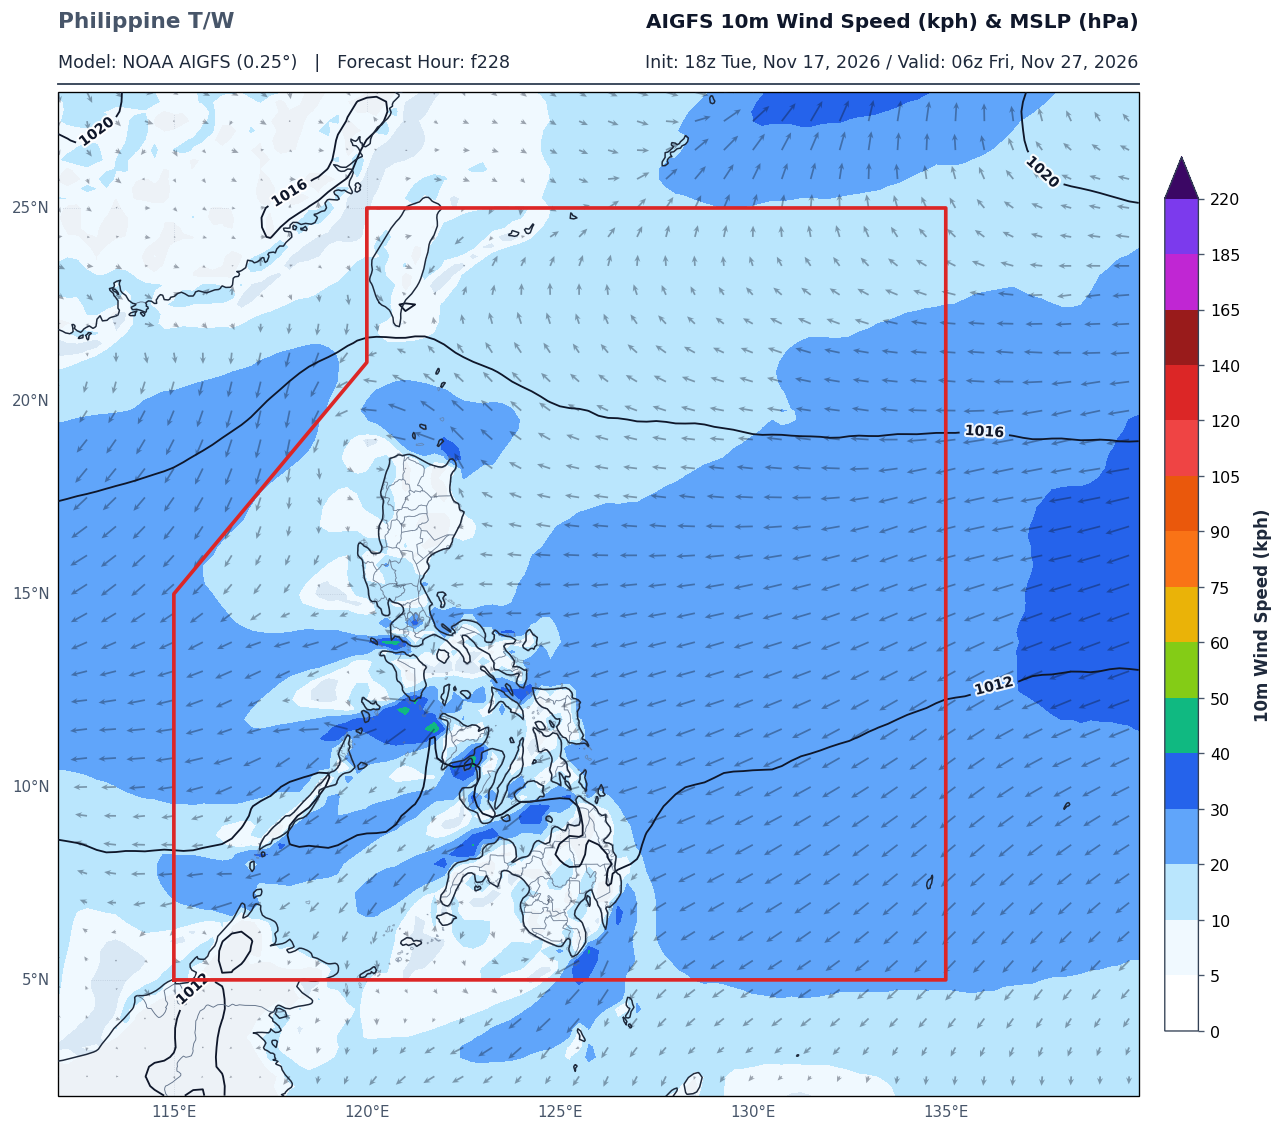 Philippine T/W
AIGFS 10m Wind Speed (kph) & MSLP (hPa)
Model: NOAA AIGFS (0.25°) | Forecast Hour: f228
Init: 18z Tue, Nov 17, 2026 / Valid: 06z Fri, Nov 27, 2026
1020
1016
1020
1016
1012
1012
25°N
20°N
15°N
10°N
5°N
115°E
120°E
125°E
130°E
135°E
220
185
165
140
120
105
90
75
60
50
40
30
20
10
5
0
10m Wind Speed (kph)